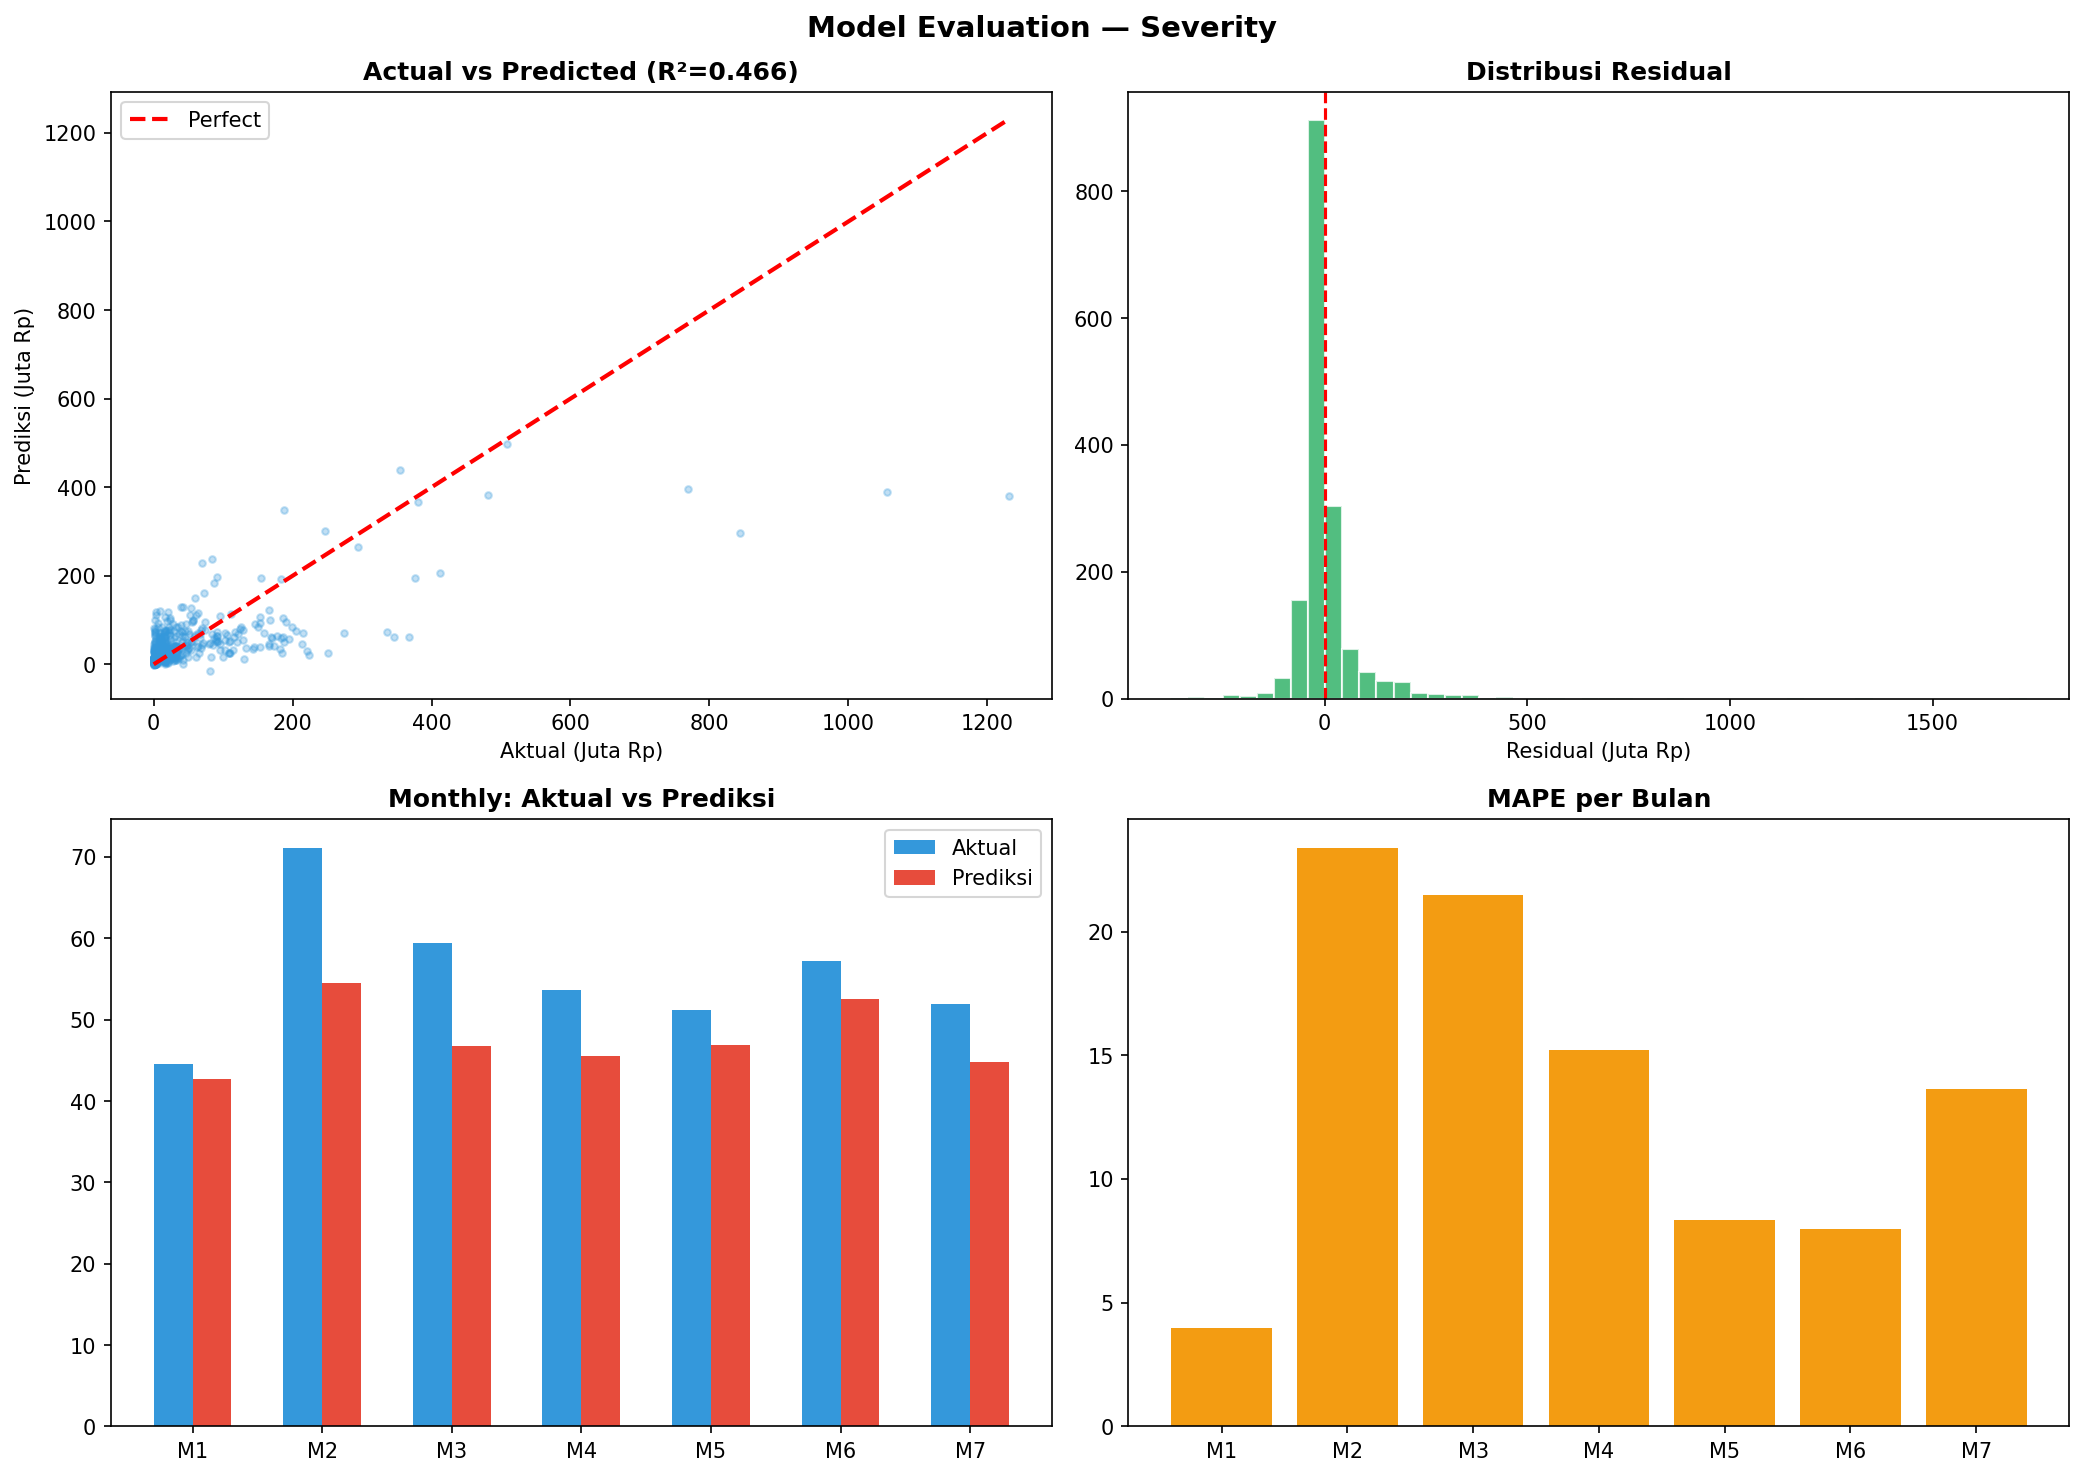 Model Evaluation — Severity
Actual vs Predicted (R²=0.466)
Perfect
1200
1000
800
600
400
200
0
Prediksi (Juta Rp)
0 200 400 600 800 1000 1200
Aktual (Juta Rp)
Distribusi Residual
800
600
400
200
0
0 500 1000 1500
Residual (Juta Rp)
Monthly: Aktual vs Prediksi
Aktual
Prediksi
70
60
50
40
30
20
10
0
M1 M2 M3 M4 M5 M6 M7
MAPE per Bulan
20
15
10
5
0
M1 M2 M3 M4 M5 M6 M7